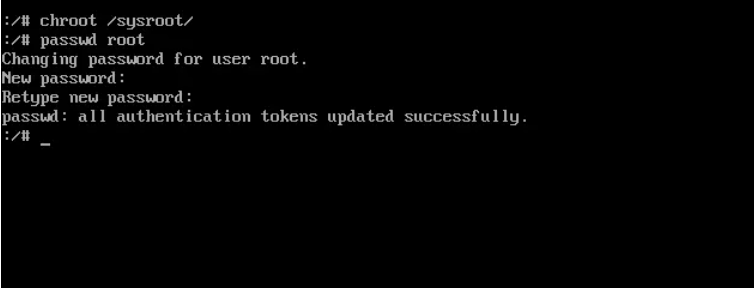 :/# chroot /sysroot/
:/# passwd root
Changing password for user root.
New password:
Retype new password:
passwd: all authentication tokens updated successfully.
:/# _